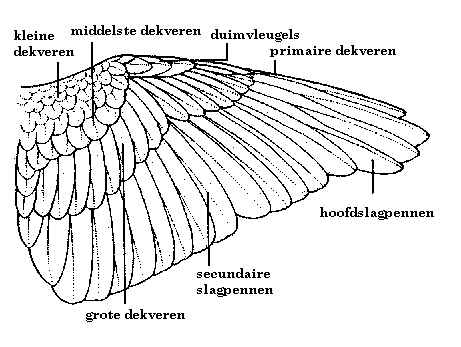 kleine
dekveren
middelste dekveren
duimvleugels
primaire dekveren
hoofdslagpennen
secundaire
slagpennen
grote dekveren